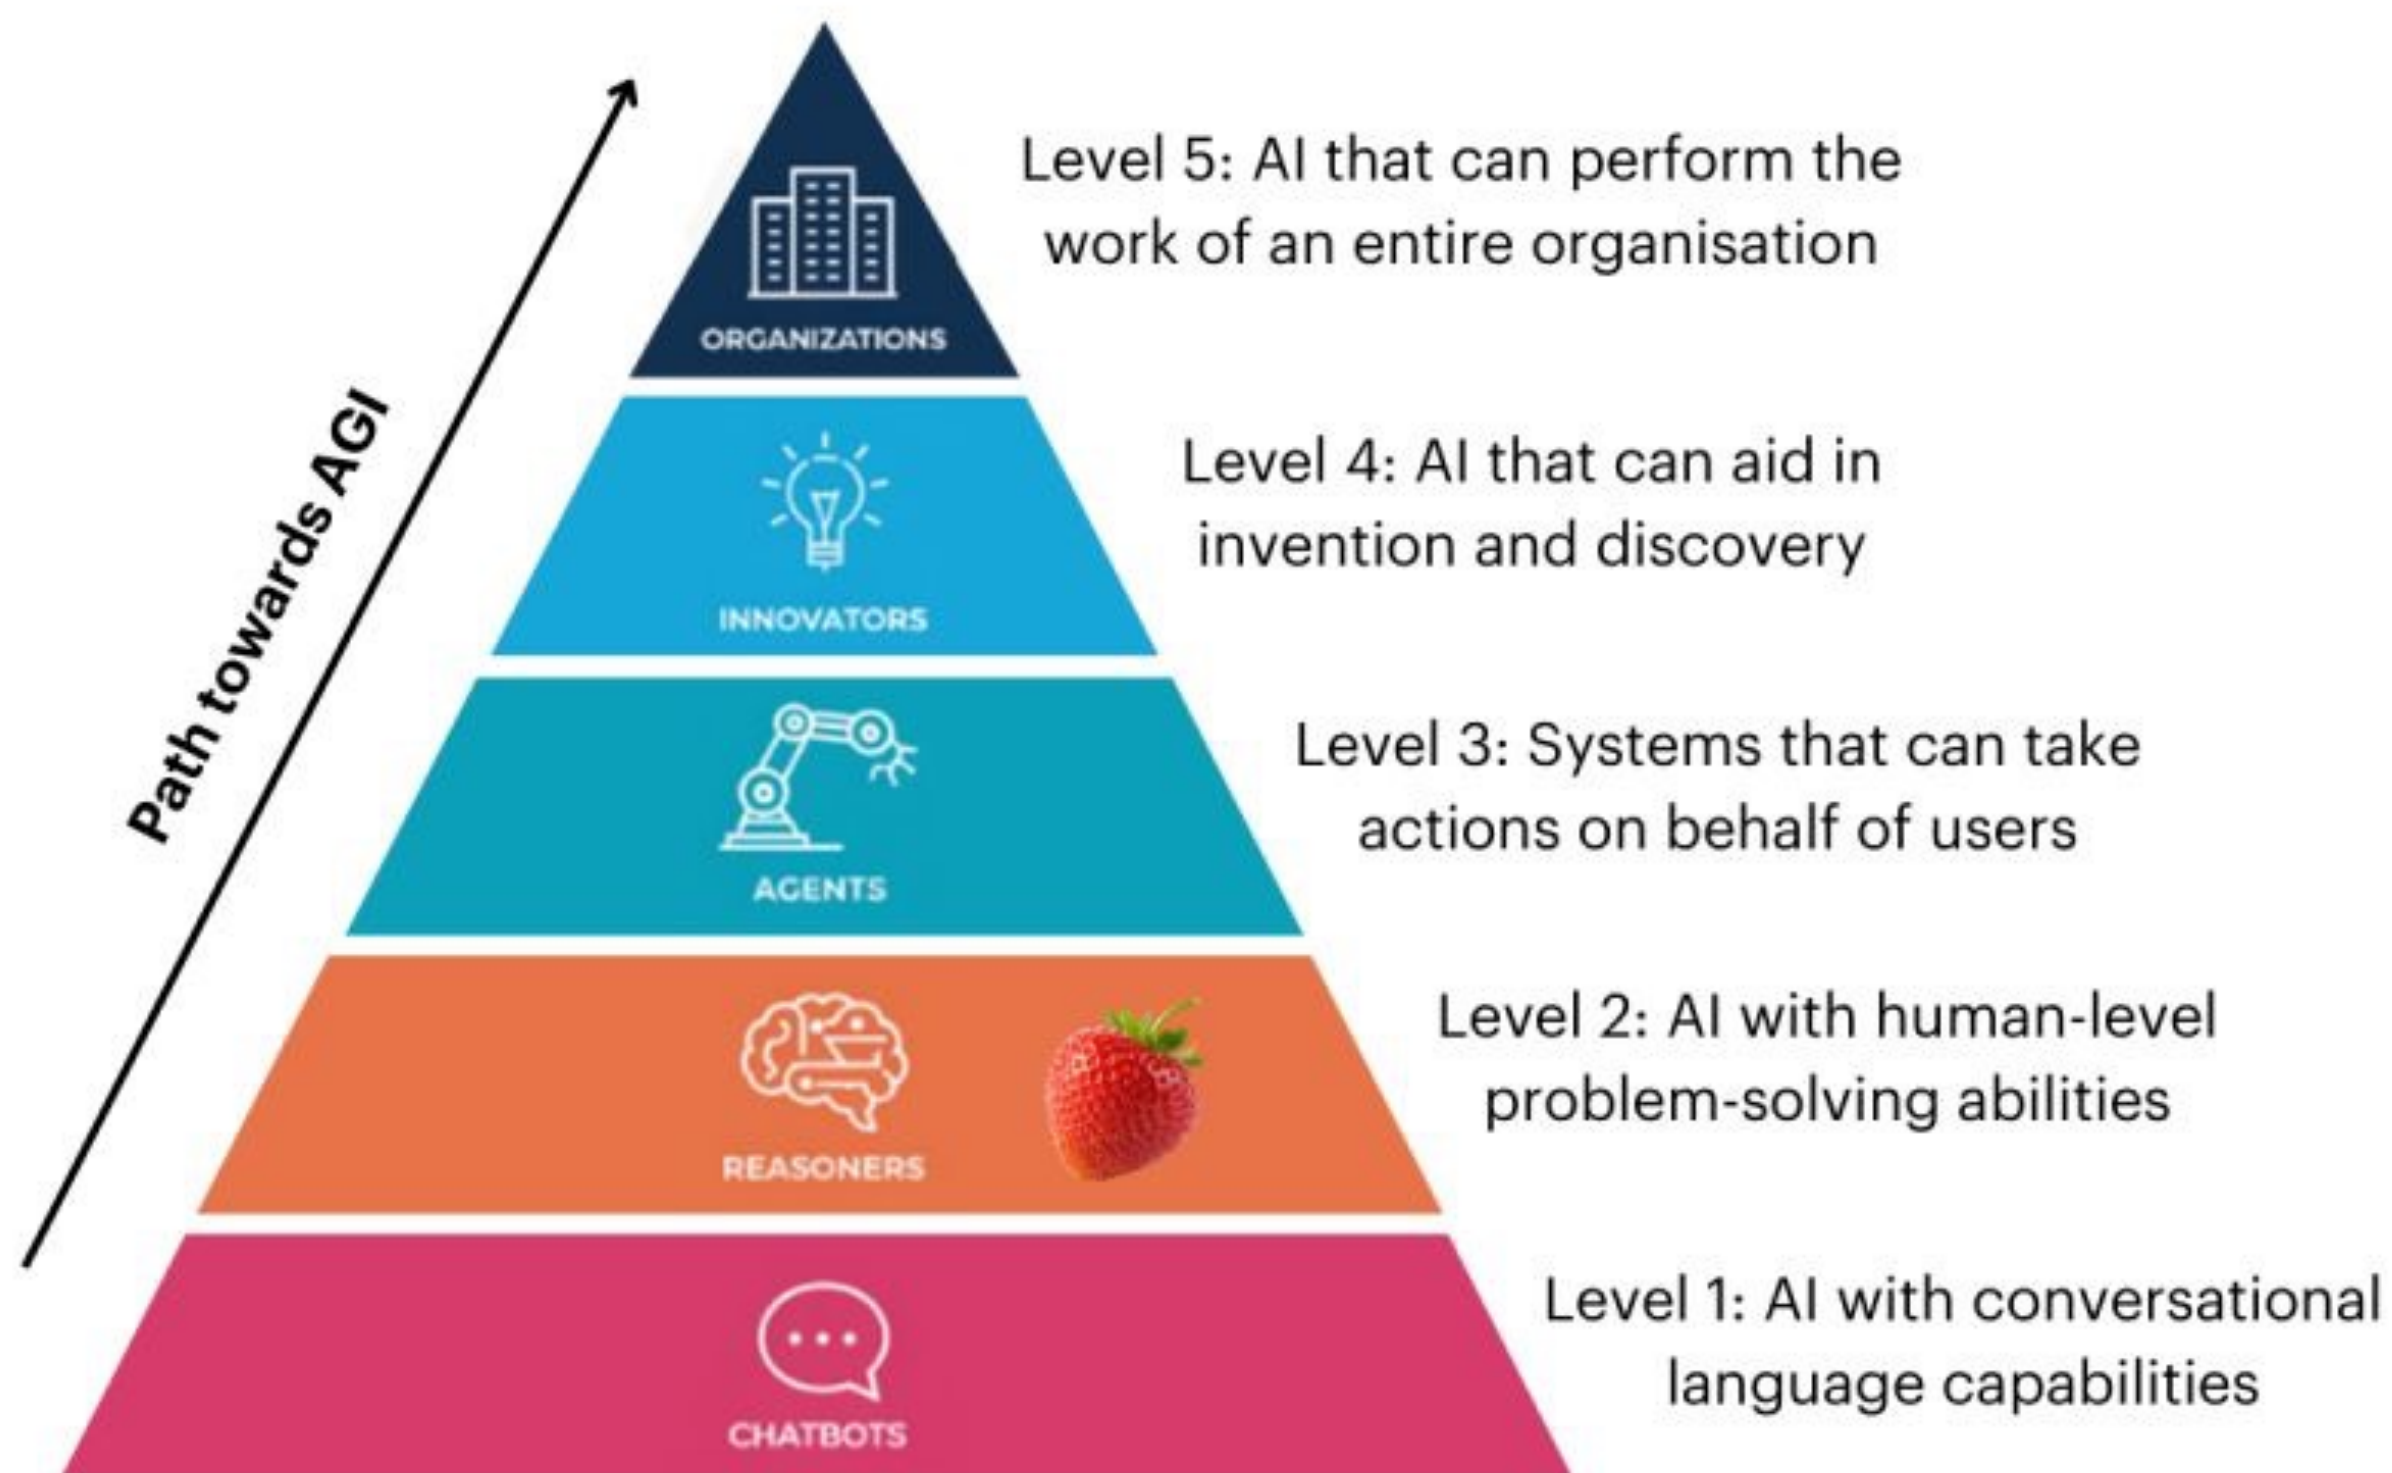 Path towards AGI
ORGANIZATIONS
Level 5: AI that can perform the
work of an entire organisation
INNOVATORS
Level 4: AI that can aid in
invention and discovery
AGENTS
Level 3: Systems that can take
actions on behalf of users
REASONERS
Level 2: AI with human-level
problem-solving abilities
CHATBOTS
Level 1: AI with conversational
language capabilities